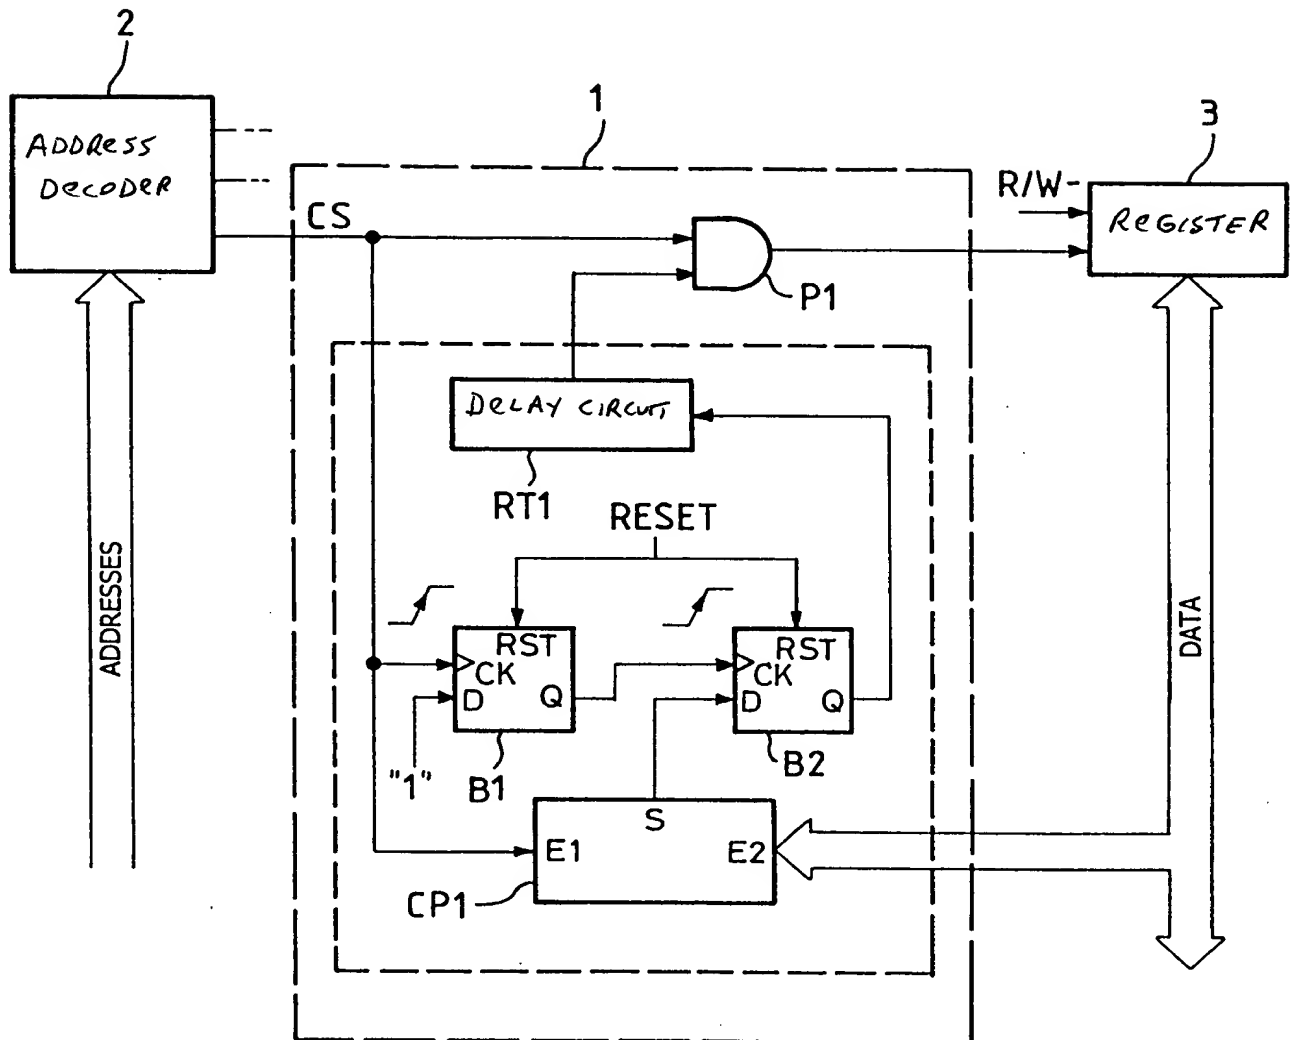 2
1
3
ADDRESS
DECODER
R/W-
REGISTER
CS
P1
DELAY CIRCUIT
RT1
RESET
ADDRESSES
DATA
RST
CK
D
Q
RST
CK
D
Q
"1"
B1
B2
S
E1
E2
CP1